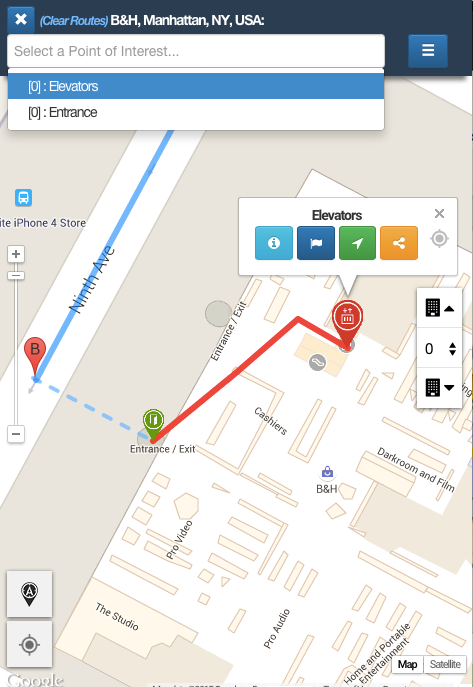 (Clear Routes) B&H, Manhattan, NY, USA:
Select a Point of Interest...
[0] : Elevators
[0] : Entrance
ite iPhone 4 Store
Elevators
Ninth Ave
Entrance / Exit
0
B
Cashiers
Entrance / Exit
Darkroom and Film
B&H
Pro Video
The Studio
Pro Audio
Home and Portable
Entertainment
A
Map Satellite
Google